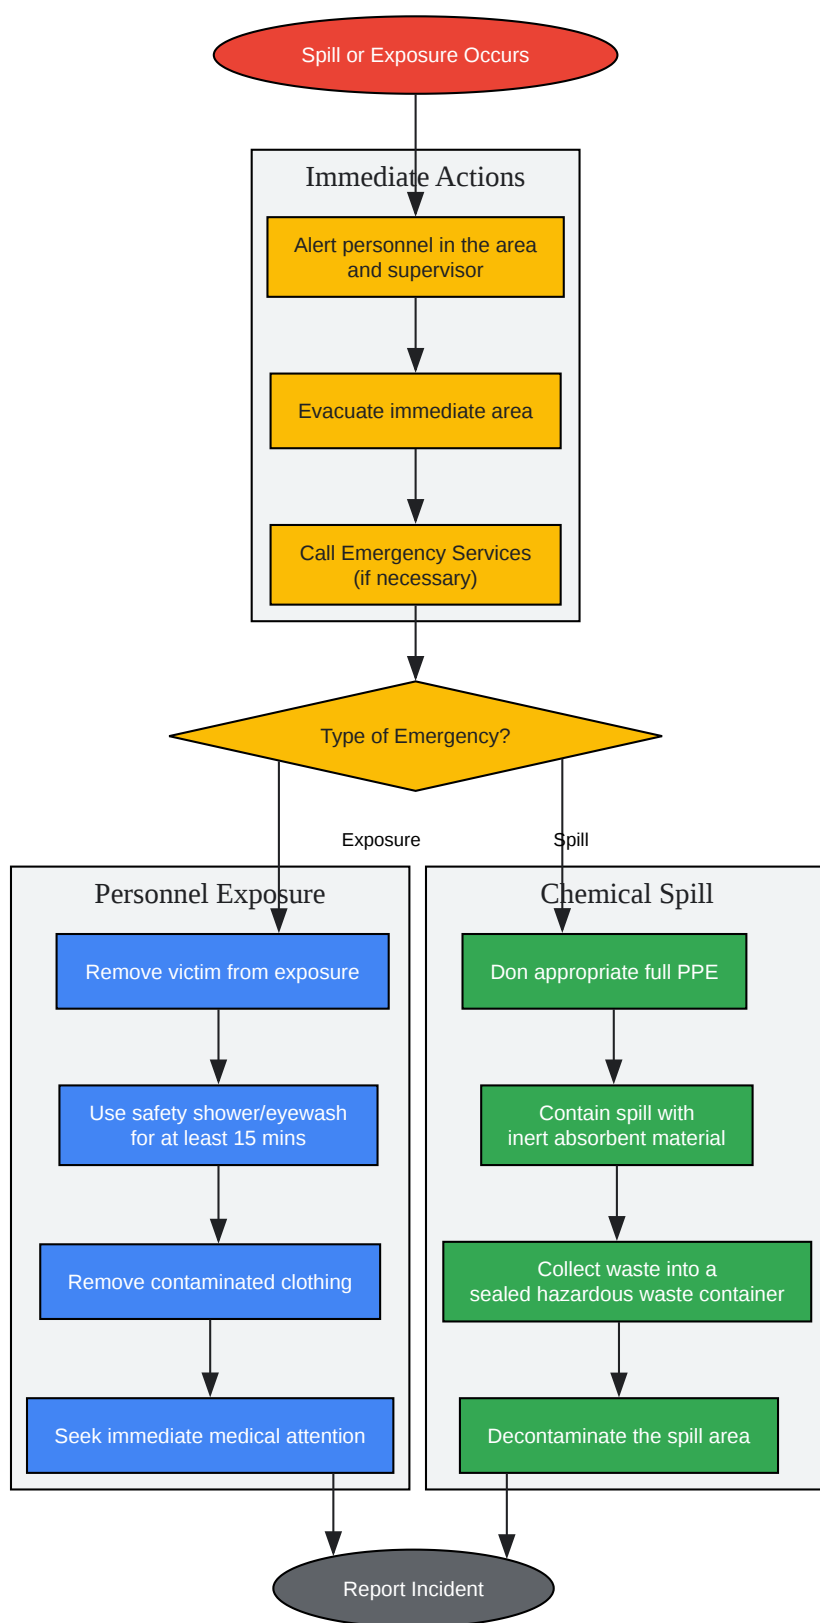 Spill or Exposure Occurs
Immediate Actions
Alert personnel in the area
and supervisor
Evacuate immediate area
Call Emergency Services
(if necessary)
Type of Emergency?
Exposure
Spill
Personnel Exposure
Remove victim from exposure
Use safety shower/eyewash
for at least 15 mins
Remove contaminated clothing
Seek immediate medical attention
Chemical Spill
Don appropriate full PPE
Contain spill with
inert absorbent material
Collect waste into a
sealed hazardous waste container
Decontaminate the spill area
Report Incident